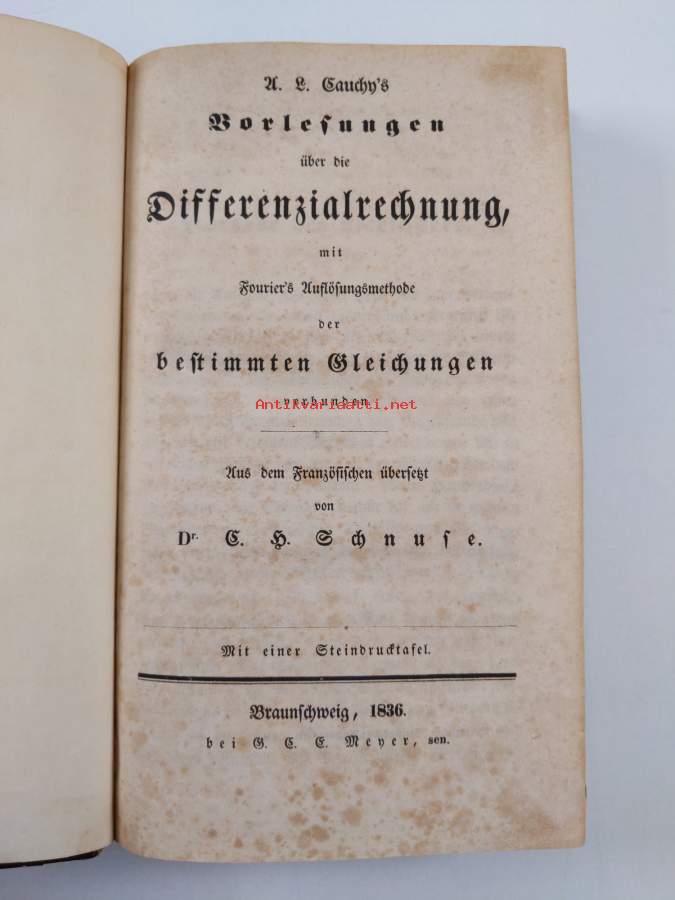 A. L. Cauchy's
Vorlesungen
über die
Differenzialrechnung,
mit
Fourier's Auflösungsmethode
der
bestimmten Gleichungen
verbunden
Antikvariaatti.net
Aus dem Französischen übersetzt
von
Dr. C. H. Schnuse.
Mit einer Steindrucktafel.
Braunschweig, 1836.
bei G. C. E. Meyer, sen.